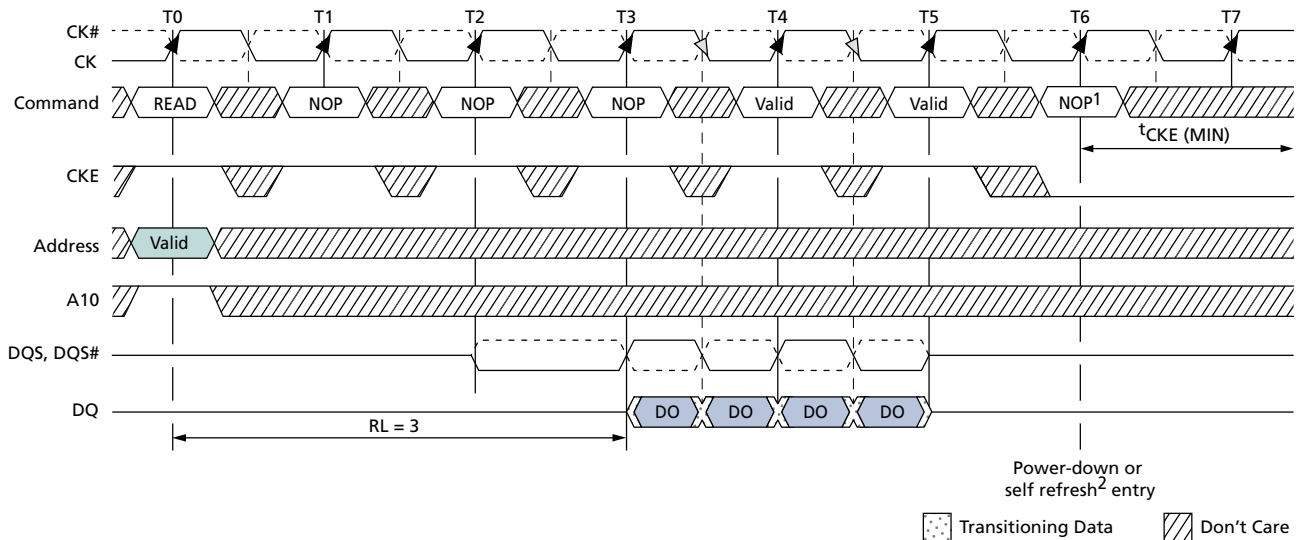 T0 T1 T2 T3 T4 T5 T6 T7
CK#
CK
Command READ NOP NOP NOP Valid Valid NOP1
tCKE (MIN)
CKE
Address Valid
A10
DQS, DQS#
DQ DO DO DO DO
RL = 3
Power-down or
self refresh2 entry
Transitioning Data Don't Care